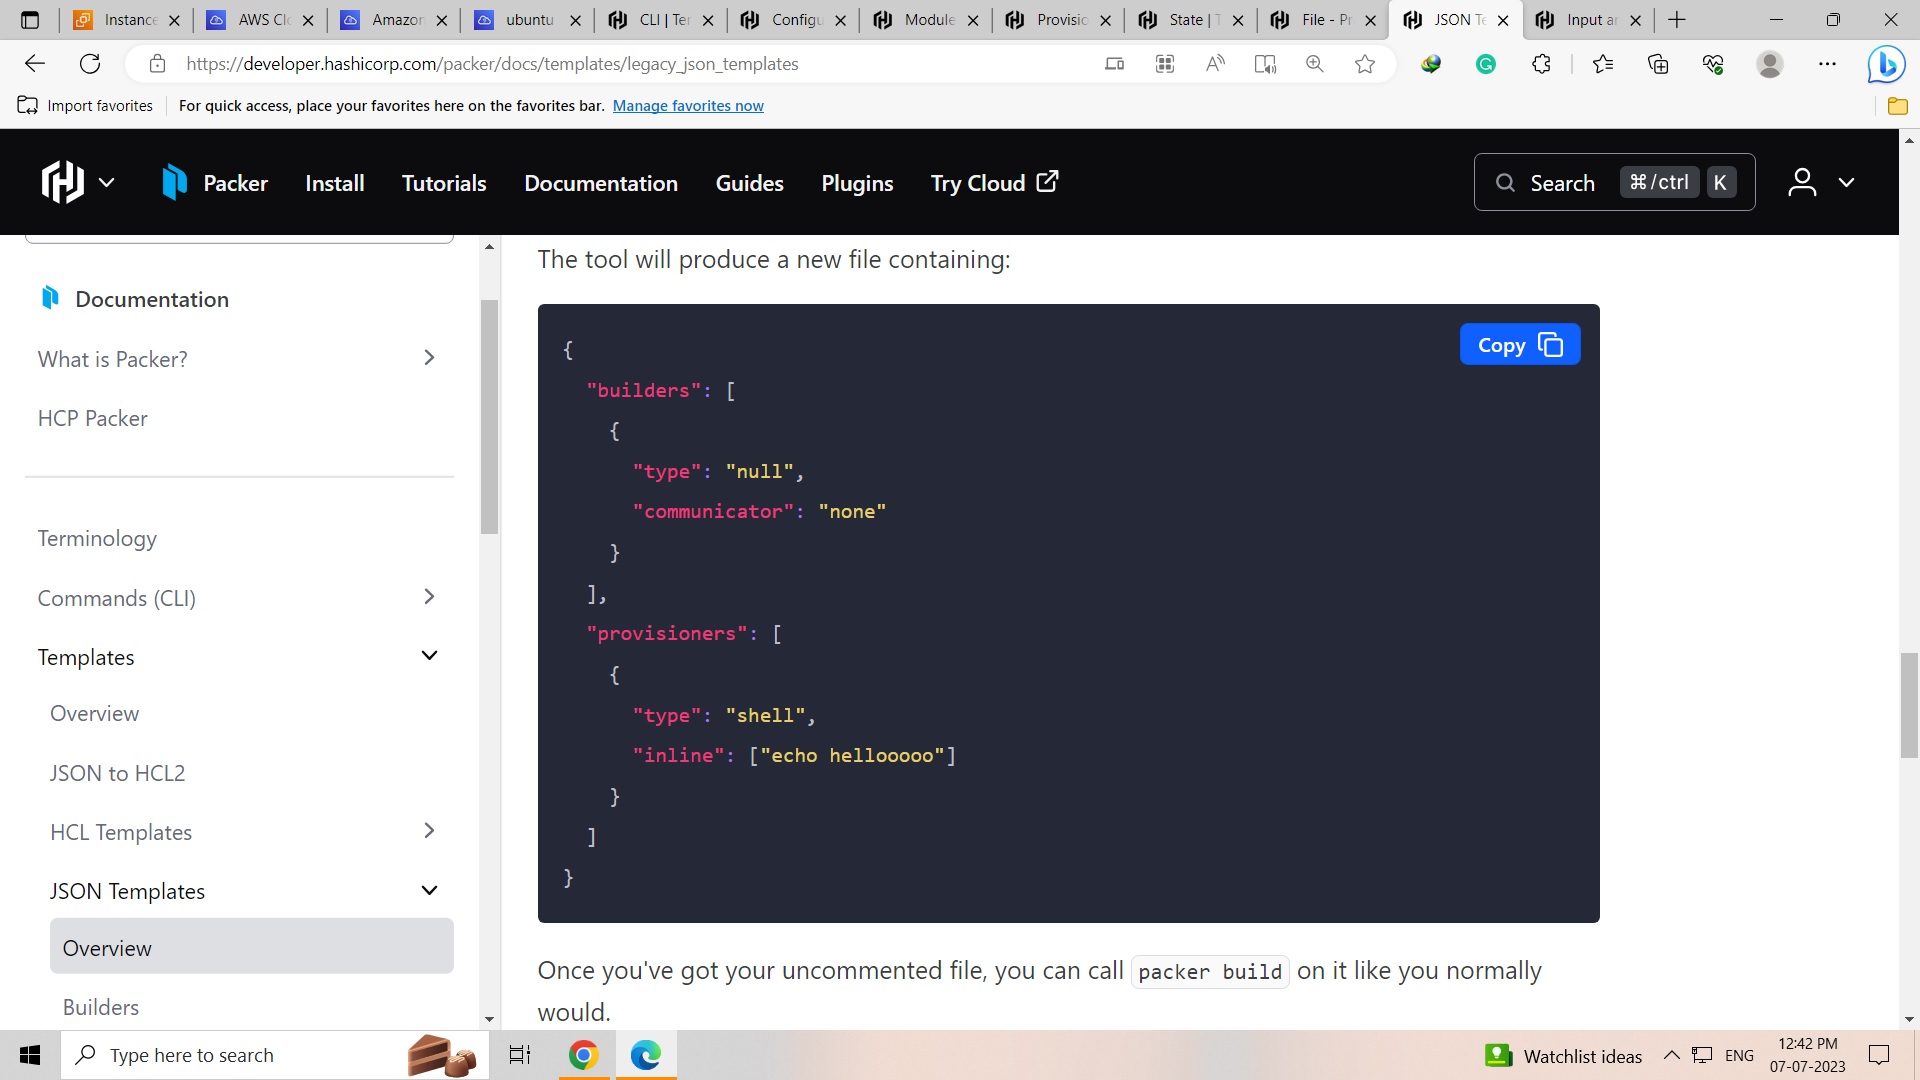 Instance
AWS Clo
Amazon
ubuntu
CLI | Ter
Configu
Module
Provisio
State | T
File - Pr
JSON Te
Input ar
https://developer.hashicorp.com/packer/docs/templates/legacy_json_templates
Import favorites
For quick access, place your favorites here on the favorites bar. Manage favorites now
Packer
Install
Tutorials
Documentation
Guides
Plugins
Try Cloud
Search ⌘/ctrl K
Documentation
What is Packer?
HCP Packer
Terminology
Commands (CLI)
Templates
Overview
JSON to HCL2
HCL Templates
JSON Templates
Overview
Builders
The tool will produce a new file containing:
Copy
{
"builders": [
{
"type": "null",
"communicator": "none"
}
],
"provisioners": [
{
"type": "shell",
"inline": ["echo hellooooo"]
}
]
}
Once you've got your uncommented file, you can call packer build on it like you normally
would.
Type here to search
Watchlist ideas
ENG
12:42 PM
07-07-2023